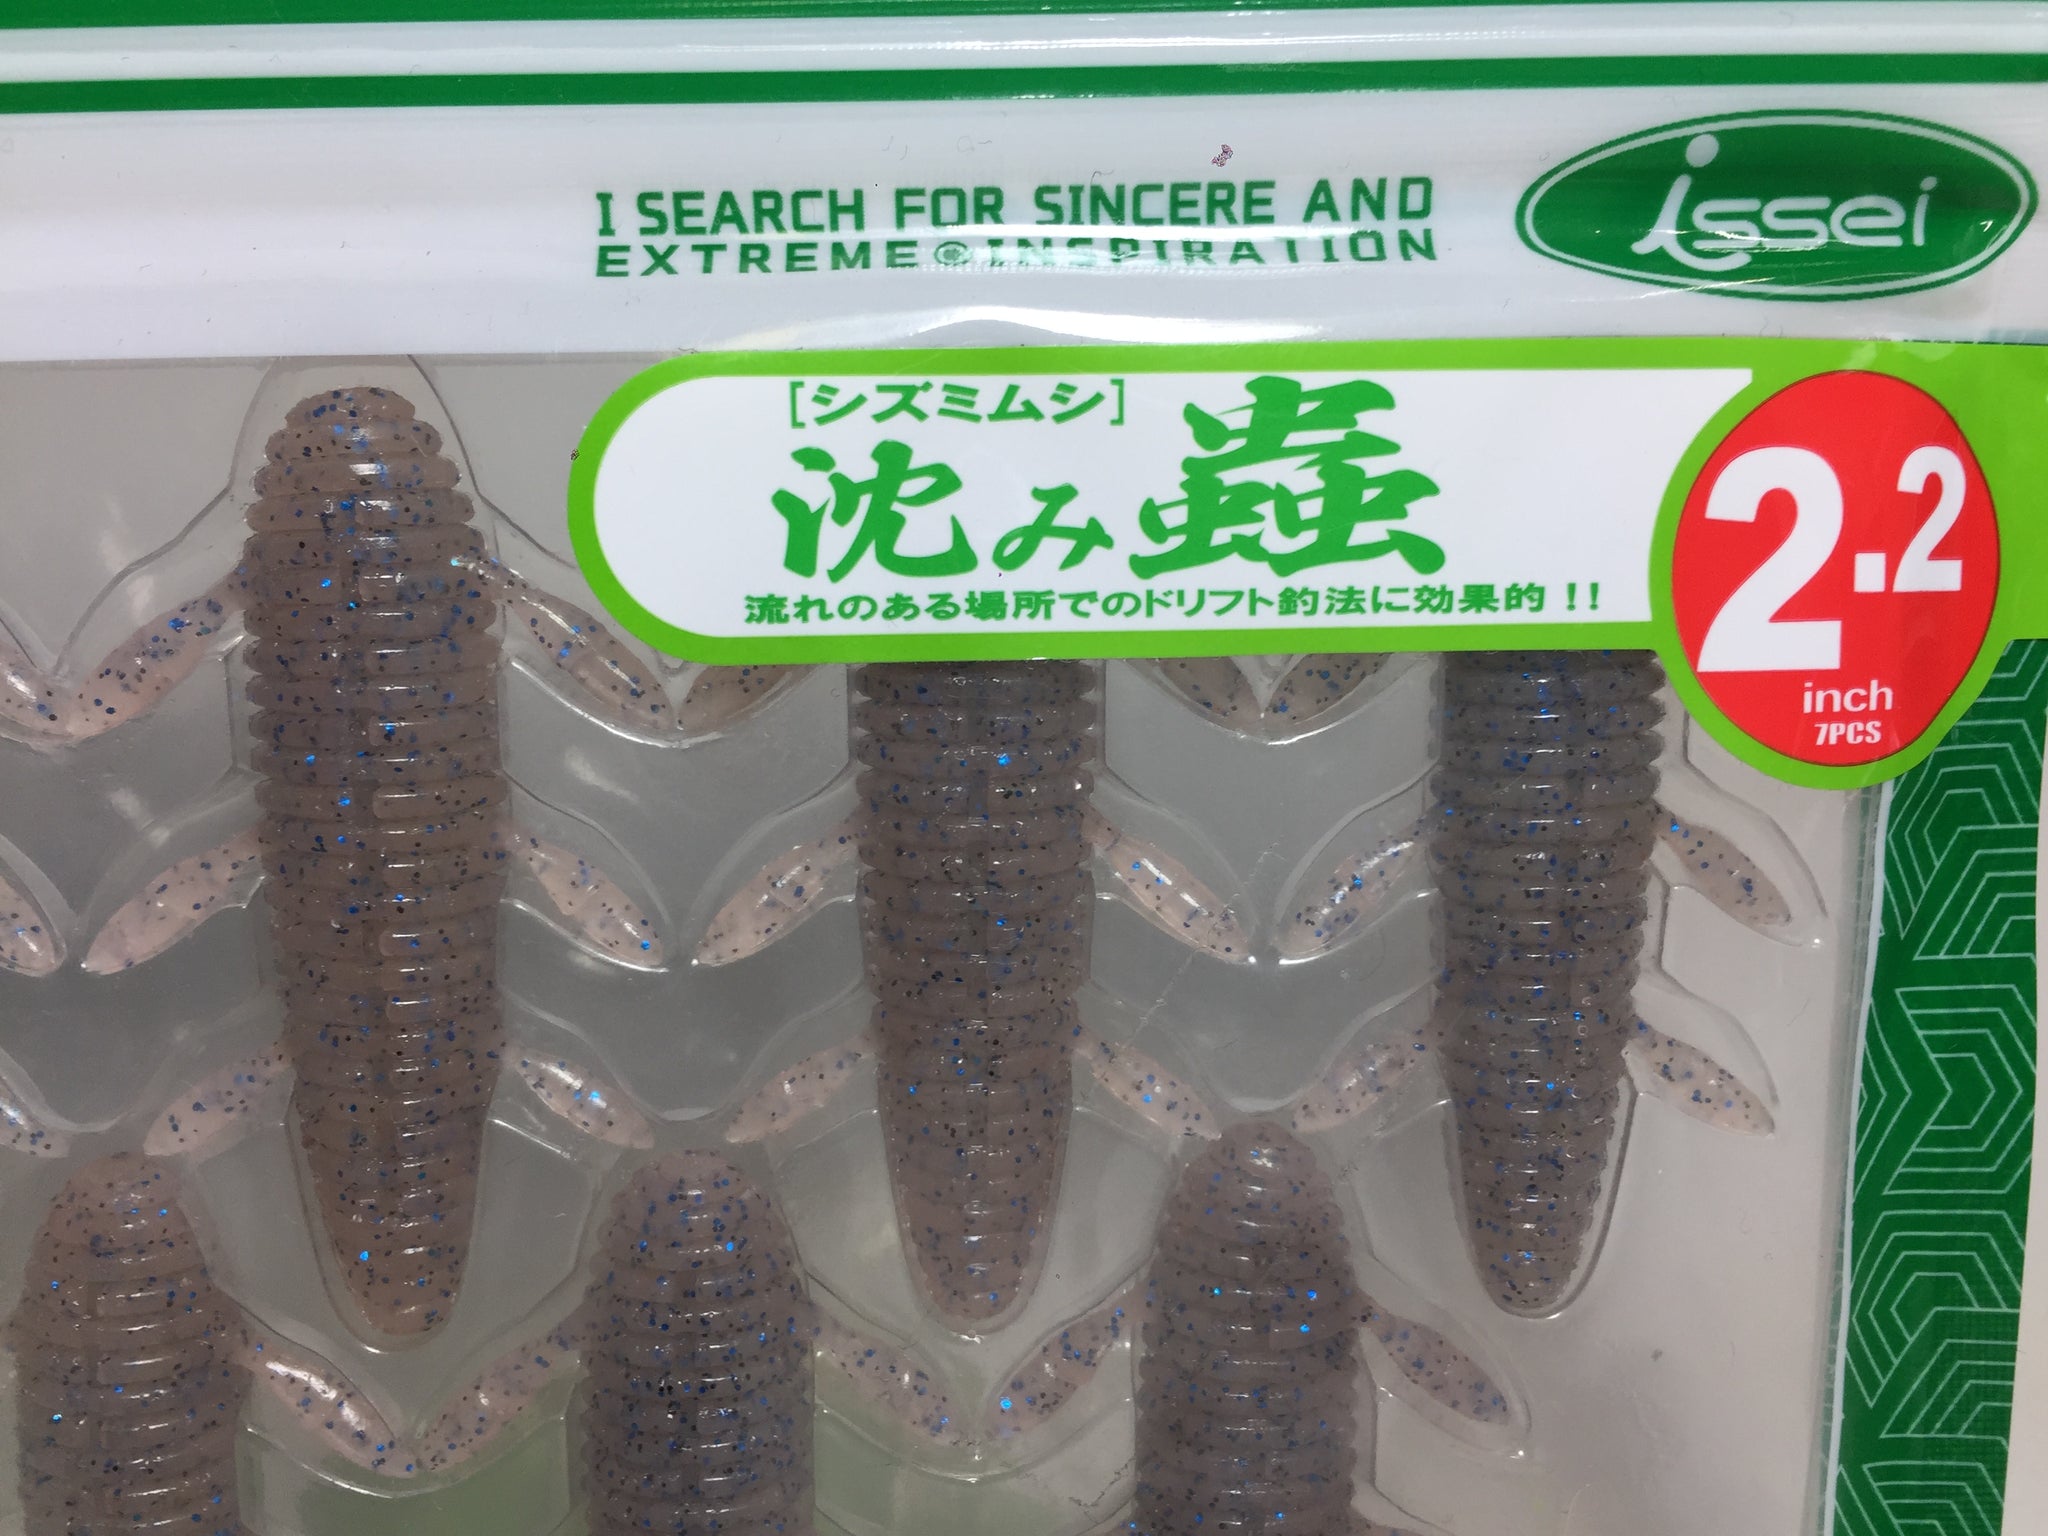 I SEARCH FOR SINCERE AND
EXTREME@INSPIRATION
issei
[シズミムシ]
沈み蟲
流れのある場所でのドリフト釣法に効果的!!
2.2
inch
7PCS